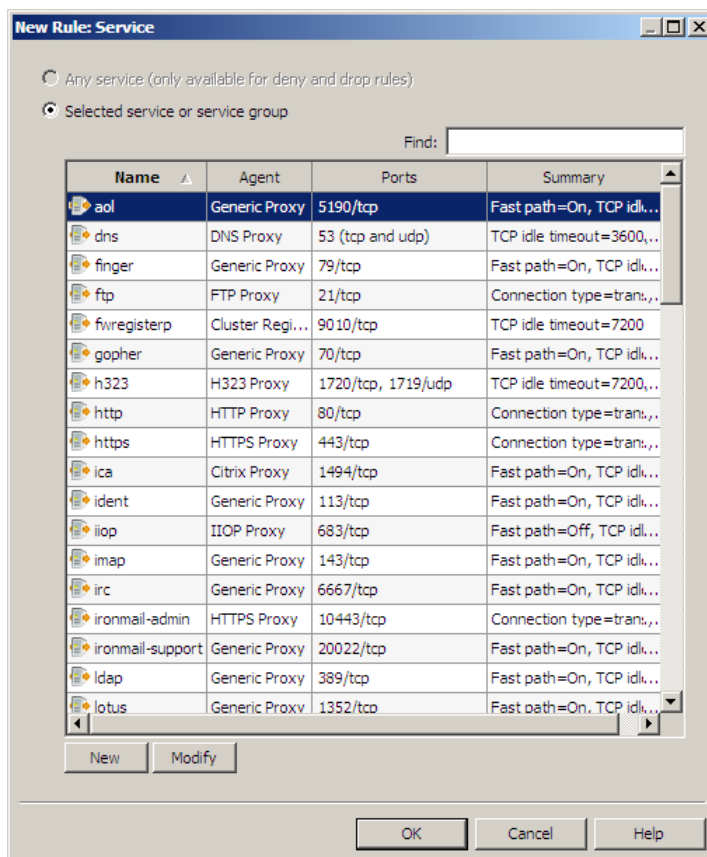 New Rule: Service
Any service (only available for deny and drop rules)
Selected service or service group
Find:
Name Agent Ports Summary
aol Generic Proxy 5190/tcp Fast path=On, TCP idl...
dns DNS Proxy 53 (tcp and udp) TCP idle timeout=3600,...
finger Generic Proxy 79/tcp Fast path=On, TCP idl...
ftp FTP Proxy 21/tcp Connection type=trans...
fwregisterp Cluster Regi... 9010/tcp TCP idle timeout=7200
gopher Generic Proxy 70/tcp Fast path=On, TCP idl...
h323 H323 Proxy 1720/tcp, 1719/udp TCP idle timeout=7200,...
http HTTP Proxy 80/tcp Connection type=trans...
https HTTPS Proxy 443/tcp Connection type=trans...
ica Citrix Proxy 1494/tcp Fast path=On, TCP idl...
ident Generic Proxy 113/tcp Fast path=On, TCP idl...
iiop IIOP Proxy 683/tcp Fast path=Off, TCP idl...
imap Generic Proxy 143/tcp Fast path=On, TCP idl...
irc Generic Proxy 6667/tcp Fast path=On, TCP idl...
ironmail-admin HTTPS Proxy 10443/tcp Connection type=trans...
ironmail-support Generic Proxy 20022/tcp Fast path=On, TCP idl...
ldap Generic Proxy 389/tcp Fast path=On, TCP idl...
lotus Generic Proxy 1352/tcp Fast path=On, TCP idl...
New Modify
OK Cancel Help